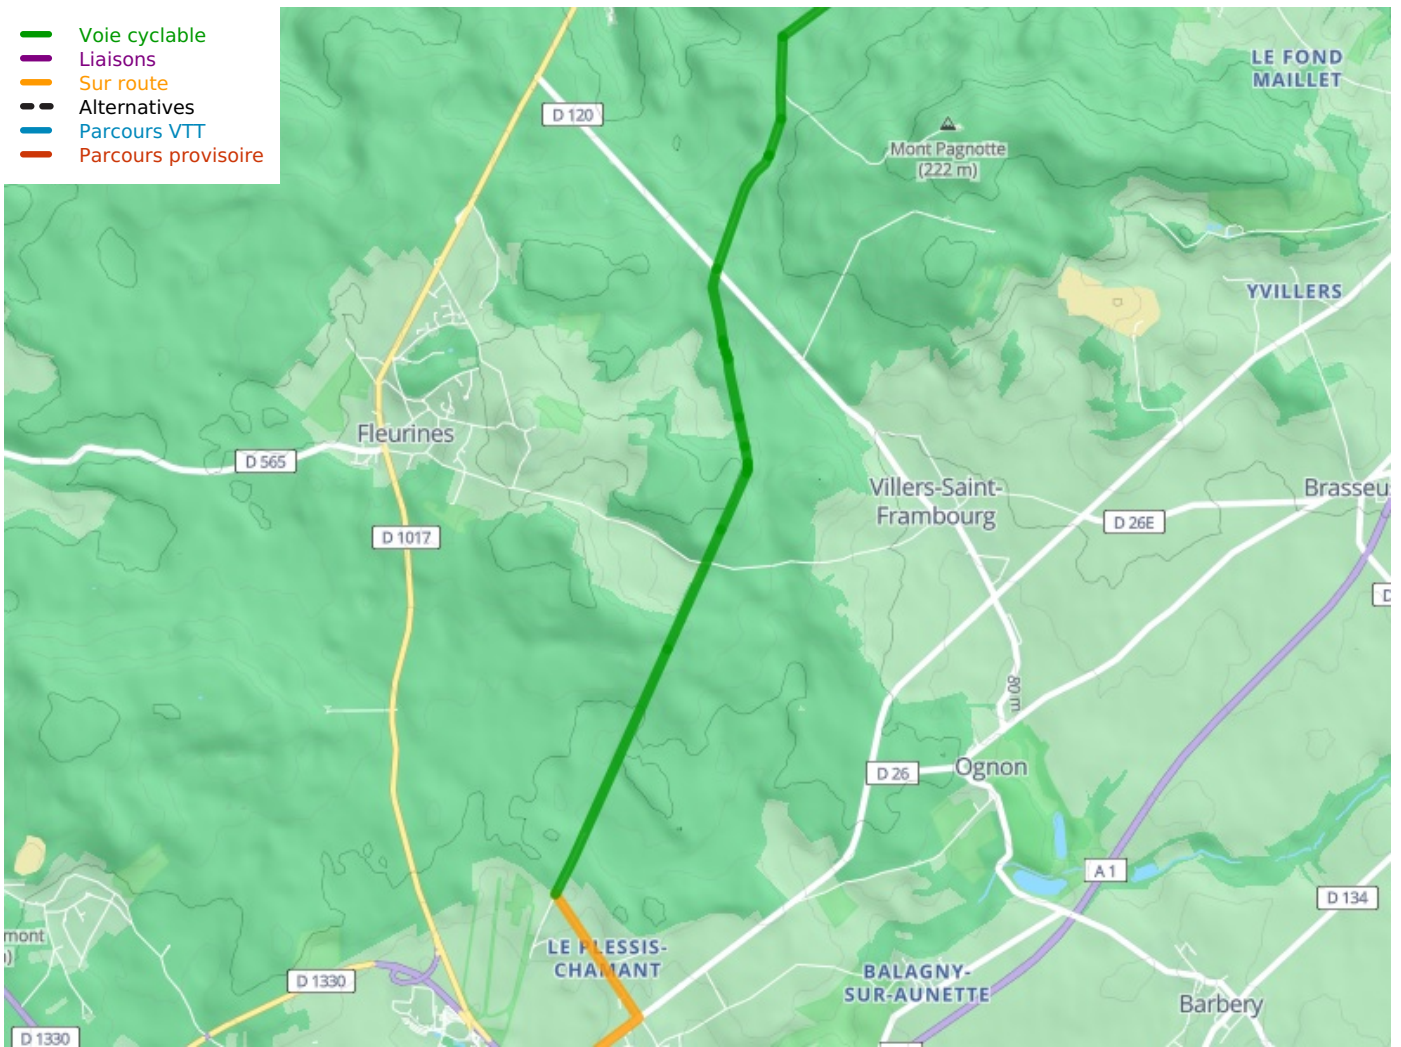 Voie cyclable
Liaisons
Sur route
Alternatives
Parcours VTT
Parcours provisoire
LE FOND
MAILLET
D 120
Mont Pagnotte
(222 m)
YVILLERS
Fleurines
D 565
Villers-Saint-
Frambourg
Brasseu
D 26E
D 1017
D
80 m
D 26
Ognon
A 1
D 134
mont
)
LE PLESSIS-
CHAMANT
D 1330
BALAGNY-
SUR-AUNETTE
Barbery
D 1330